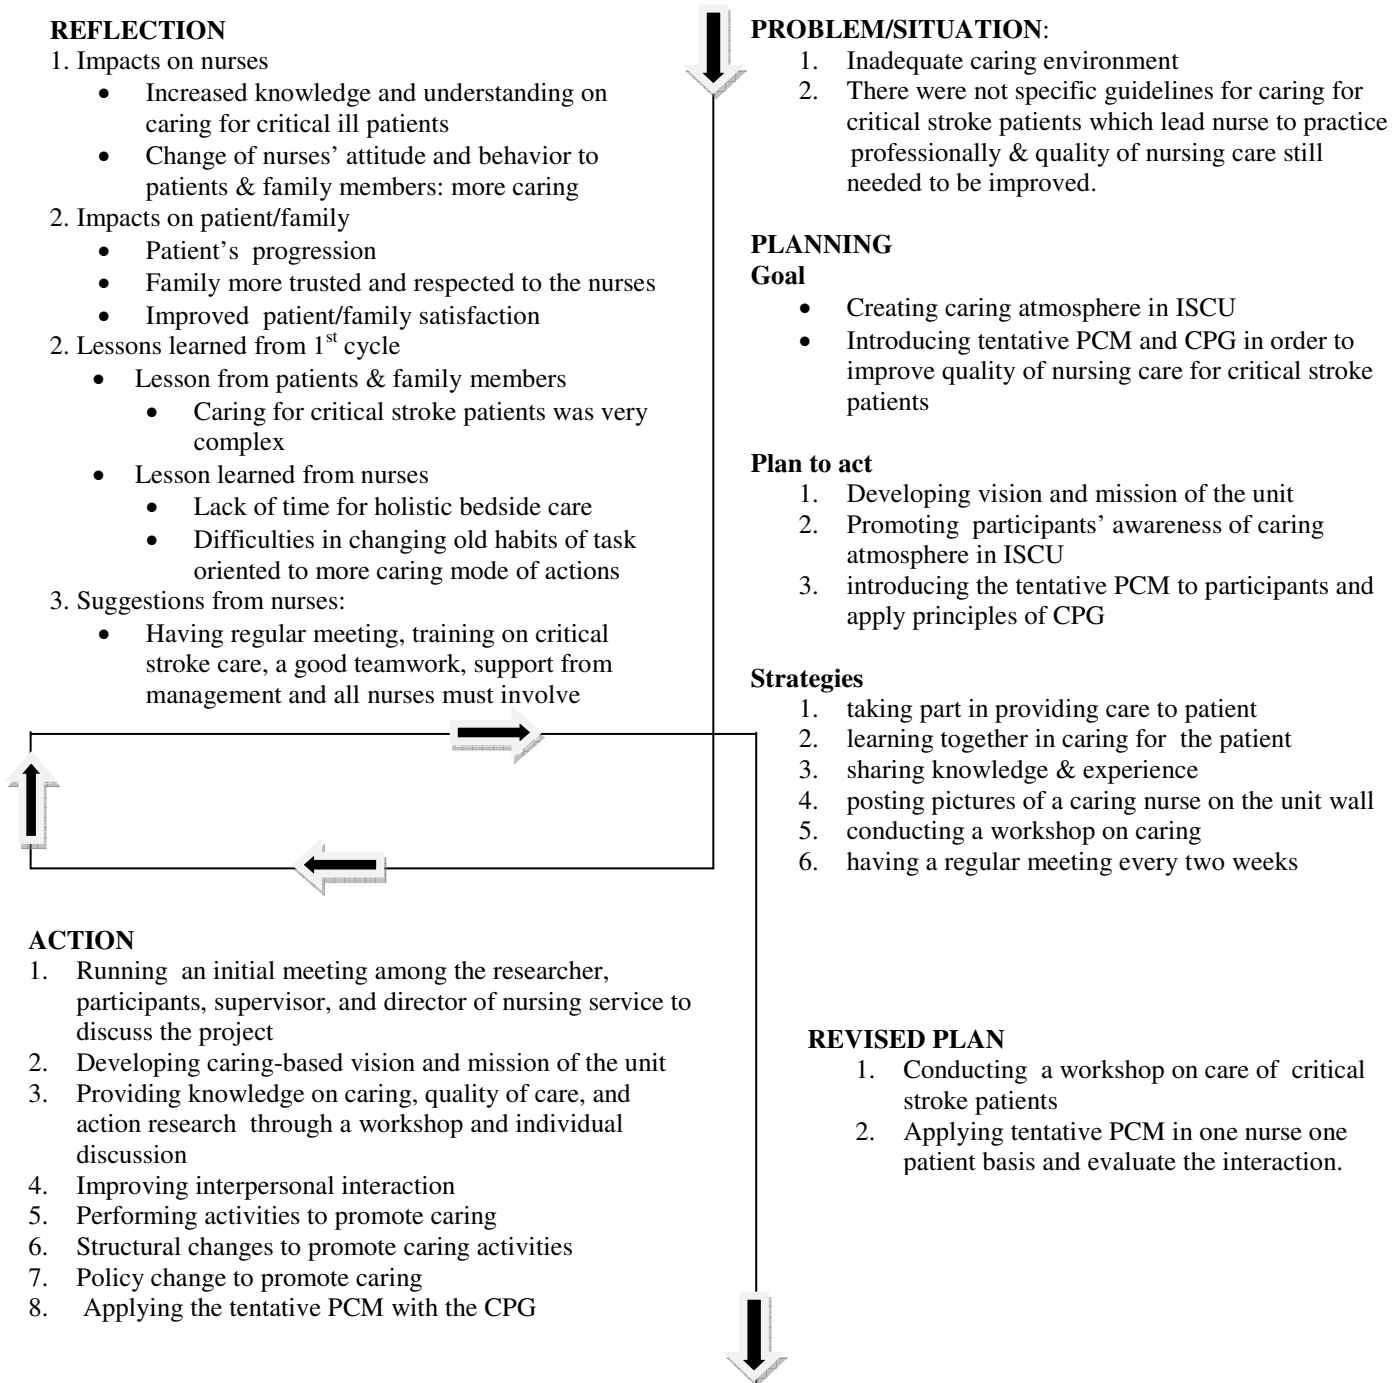 REFLECTION
1. Impacts on nurses
• Increased knowledge and understanding on
caring for critical ill patients
• Change of nurses’ attitude and behavior to
patients & family members: more caring
2. Impacts on patient/family
• Patient’s progression
• Family more trusted and respected to the nurses
• Improved patient/family satisfaction
2. Lessons learned from 1st cycle
• Lesson from patients & family members
• Caring for critical stroke patients was very
complex
• Lesson learned from nurses
• Lack of time for holistic bedside care
• Difficulties in changing old habits of task
oriented to more caring mode of actions
3. Suggestions from nurses:
• Having regular meeting, training on critical
stroke care, a good teamwork, support from
management and all nurses must involve
PROBLEM/SITUATION:
1. Inadequate caring environment
2. There were not specific guidelines for caring for
critical stroke patients which lead nurse to practice
professionally & quality of nursing care still
needed to be improved.
PLANNING
Goal
• Creating caring atmosphere in ISCU
• Introducing tentative PCM and CPG in order to
improve quality of nursing care for critical stroke
patients
Plan to act
1. Developing vision and mission of the unit
2. Promoting participants’ awareness of caring
atmosphere in ISCU
3. introducing the tentative PCM to participants and
apply principles of CPG
Strategies
1. taking part in providing care to patient
2. learning together in caring for the patient
3. sharing knowledge & experience
4. posting pictures of a caring nurse on the unit wall
5. conducting a workshop on caring
6. having a regular meeting every two weeks
ACTION
1. Running an initial meeting among the researcher,
participants, supervisor, and director of nursing service to
discuss the project
2. Developing caring-based vision and mission of the unit
3. Providing knowledge on caring, quality of care, and
action research through a workshop and individual
discussion
4. Improving interpersonal interaction
5. Performing activities to promote caring
6. Structural changes to promote caring activities
7. Policy change to promote caring
8. Applying the tentative PCM with the CPG
REVISED PLAN
1. Conducting a workshop on care of critical
stroke patients
2. Applying tentative PCM in one nurse one
patient basis and evaluate the interaction.